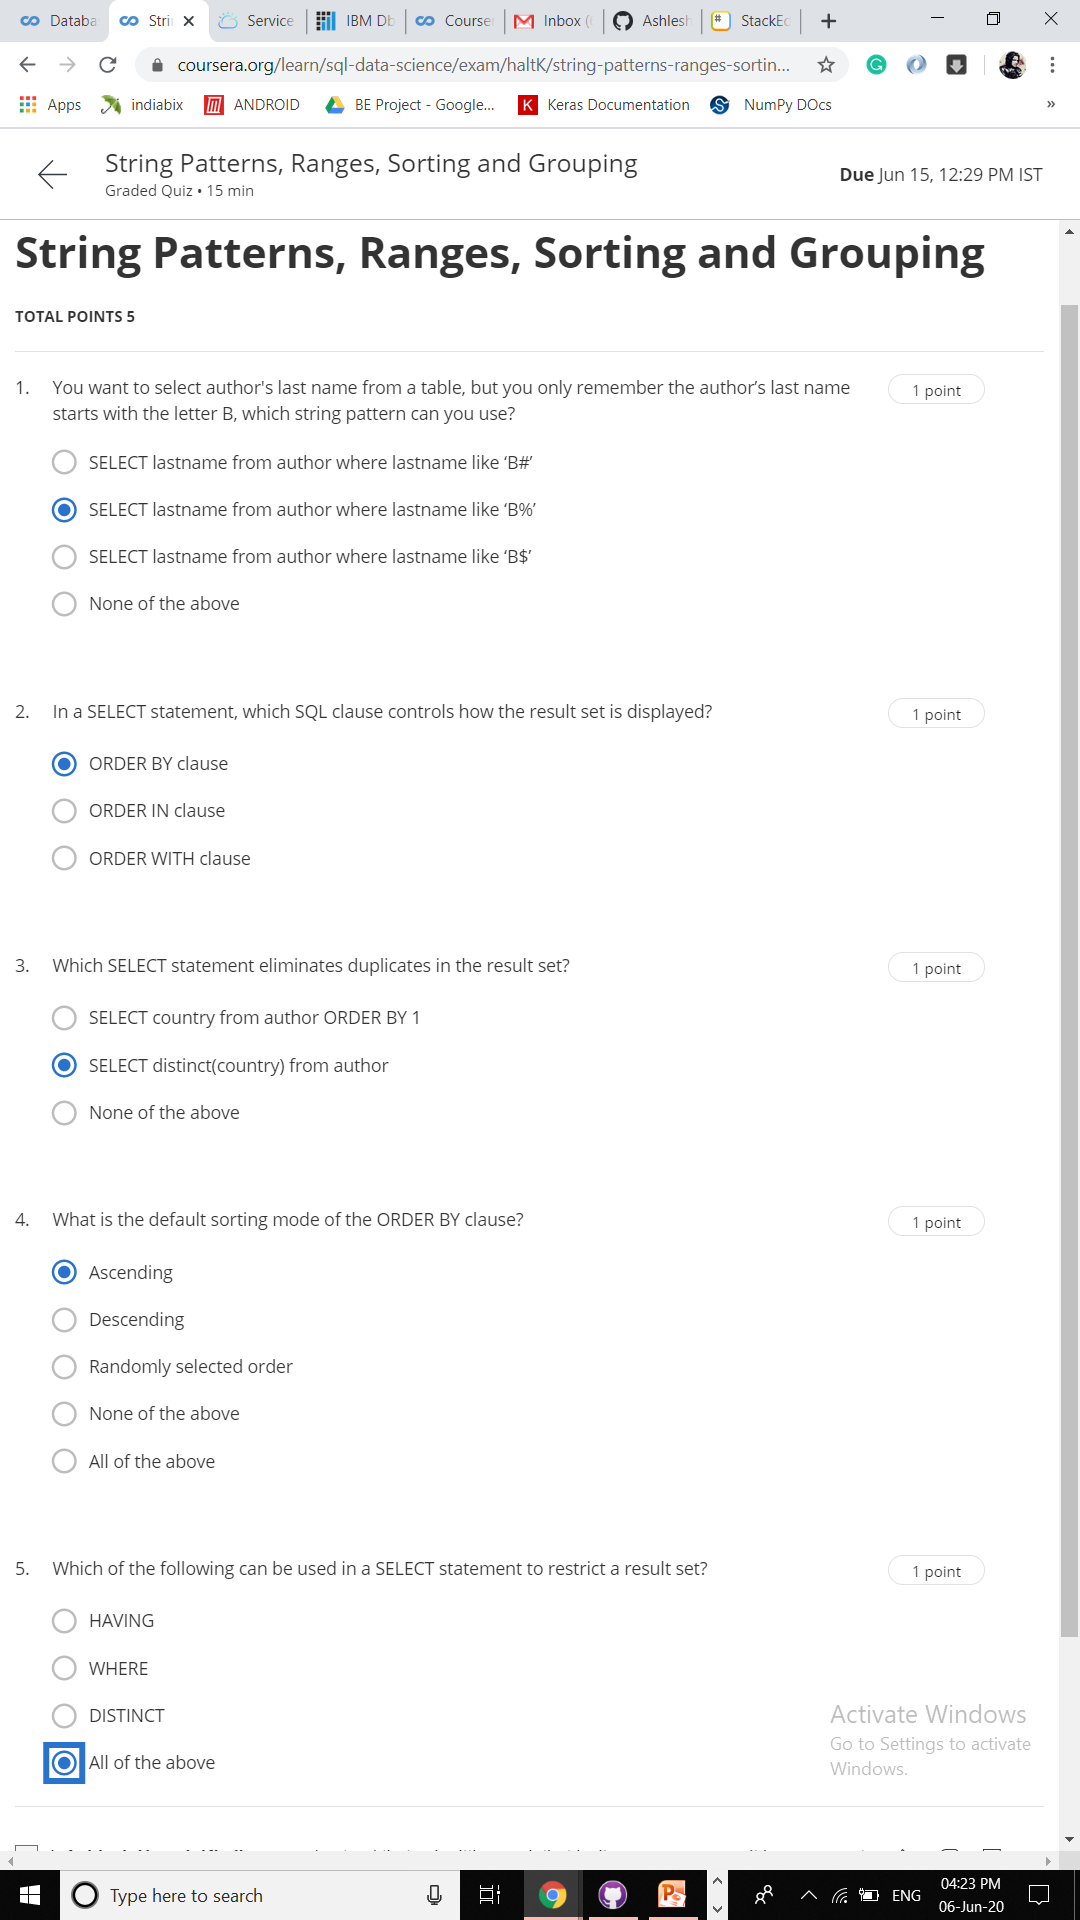 Databa
Stri
Service
IBM Db
Course
Inbox (
Ashlesh
StackEd
coursera.org/learn/sql-data-science/exam/haltK/string-patterns-ranges-sortin...
Apps
indiabix
ANDROID
BE Project - Google...
K
Keras Documentation
NumPy DOcs
»
String Patterns, Ranges, Sorting and Grouping
Graded Quiz • 15 min
Due Jun 15, 12:29 PM IST
String Patterns, Ranges, Sorting and Grouping
TOTAL POINTS 5
1. You want to select author's last name from a table, but you only remember the author’s last name
starts with the letter B, which string pattern can you use?
1 point
SELECT lastname from author where lastname like ‘B#’
SELECT lastname from author where lastname like ‘B%’
SELECT lastname from author where lastname like ‘B$’
None of the above
2. In a SELECT statement, which SQL clause controls how the result set is displayed?
1 point
ORDER BY clause
ORDER IN clause
ORDER WITH clause
3. Which SELECT statement eliminates duplicates in the result set?
1 point
SELECT country from author ORDER BY 1
SELECT distinct(country) from author
None of the above
4. What is the default sorting mode of the ORDER BY clause?
1 point
Ascending
Descending
Randomly selected order
None of the above
All of the above
5. Which of the following can be used in a SELECT statement to restrict a result set?
1 point
HAVING
WHERE
DISTINCT
All of the above
Activate Windows
Go to Settings to activate
Windows.
Type here to search
ENG
04:23 PM
06-Jun-20